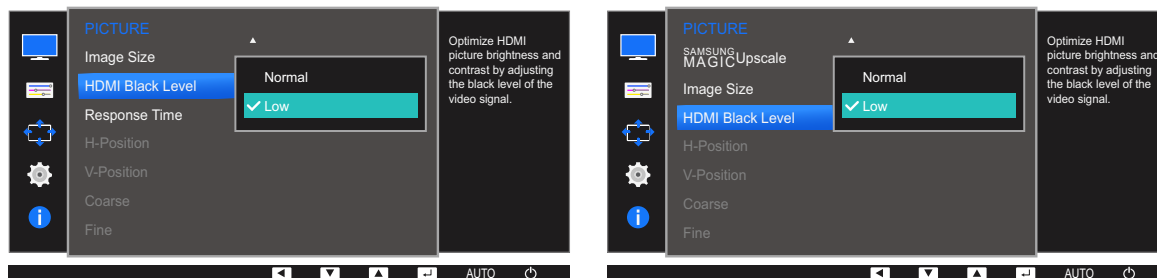 PICTURE
Image Size
HDMI Black Level
Response Time
H-Position
V-Position
Coarse
Fine
Normal
Low
Optimize HDMI
picture brightness and
contrast by adjusting
the black level of the
video signal.
AUTO
PICTURE
SAMSUNG
MAGICUpscale
Image Size
HDMI Black Level
H-Position
V-Position
Coarse
Fine
Normal
Low
Optimize HDMI
picture brightness and
contrast by adjusting
the black level of the
video signal.
AUTO